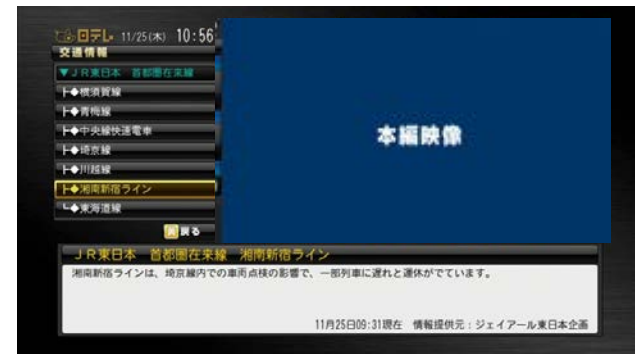 日テレ 11/25(木) 10:56
交通情報
▼JR東日本 首都圏在来線
├◆横須賀線
├◆青梅線
├◆中央線快速電車
├◆埼京線
├◆川越線
├◆湘南新宿ライン
└◆東海道線
戻る
本編映像
JR東日本 首都圏在来線 湘南新宿ライン
湘南新宿ラインは、埼京線内での車両点検の影響で、一部列車に遅れと運休がでています。
11月25日09:31現在 情報提供元:ジェイアール東日本企画